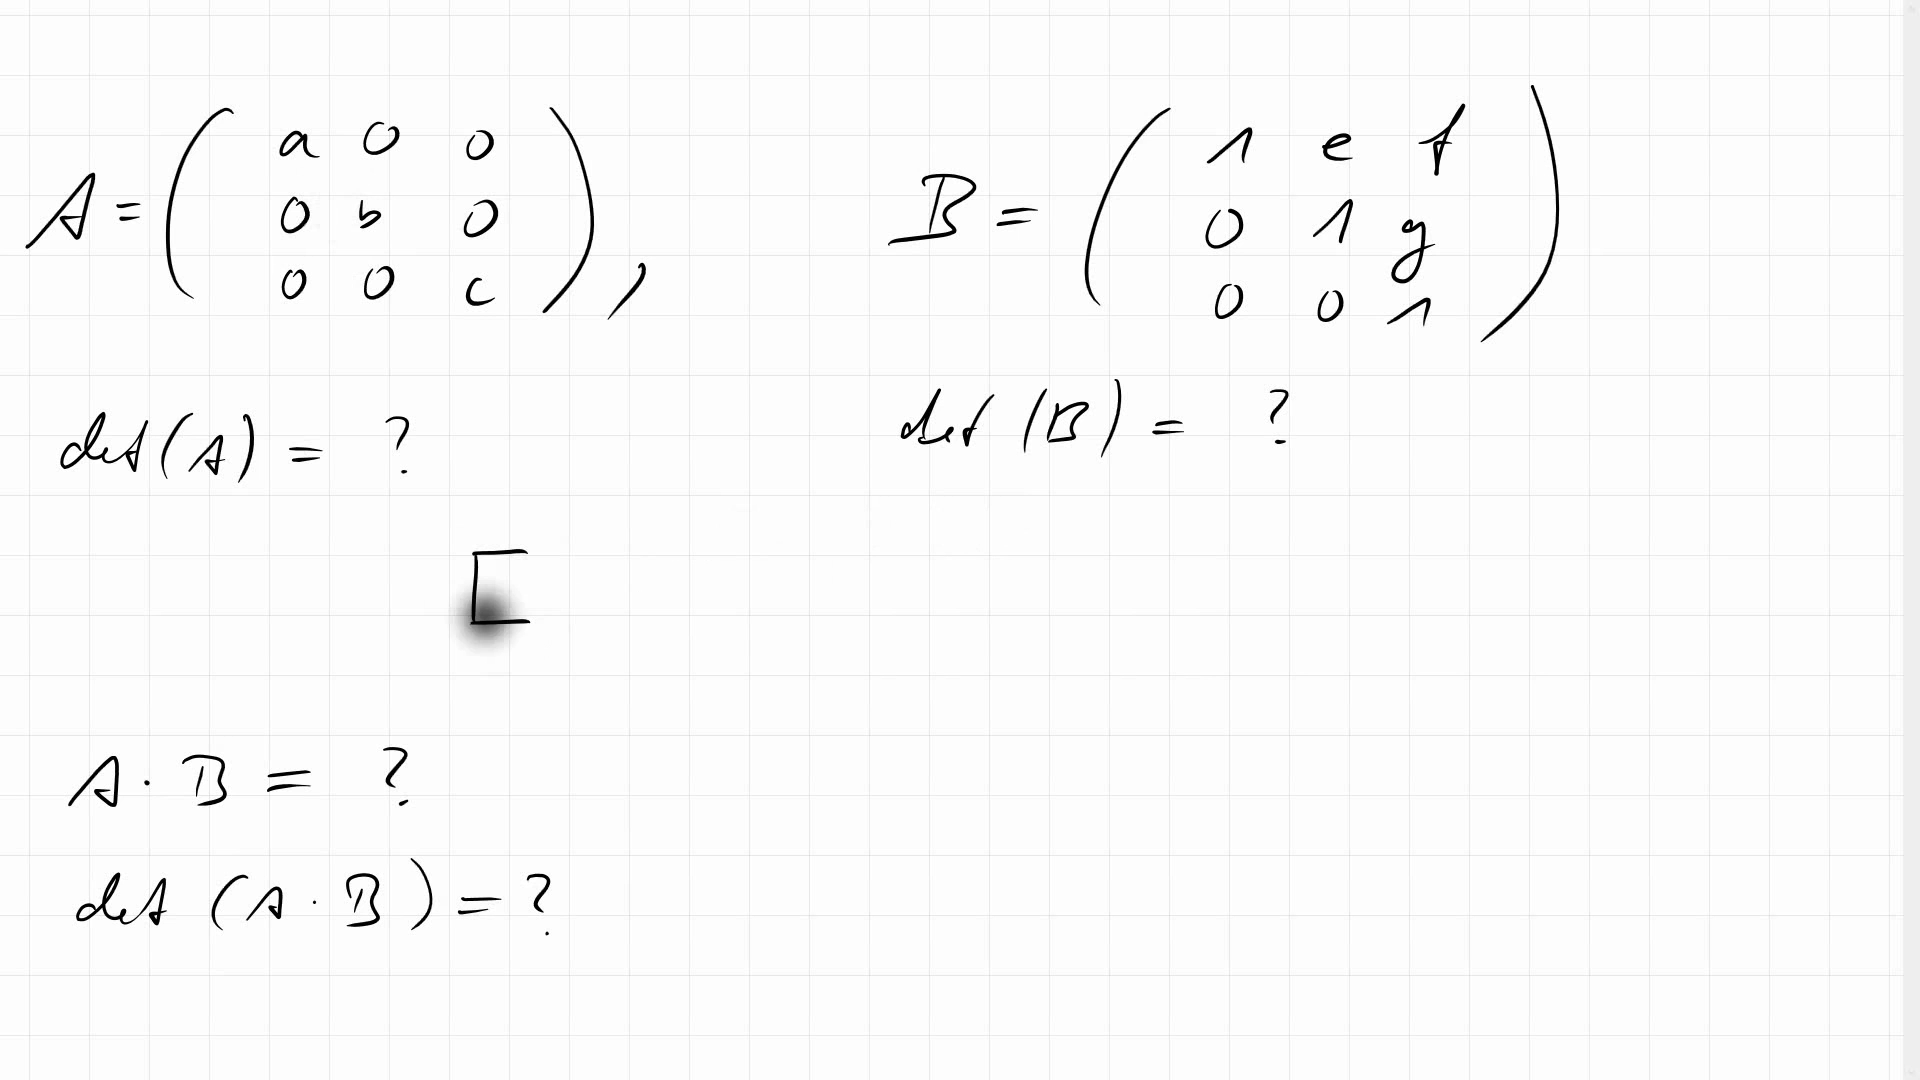 A = ( a 0 0
0 b 0
0 0 c ) ,
B = ( 1 e f
0 1 g
0 0 1 )
det(A) = ?
det (B) = ?
[
A · B = ?
det (A · B) = ?